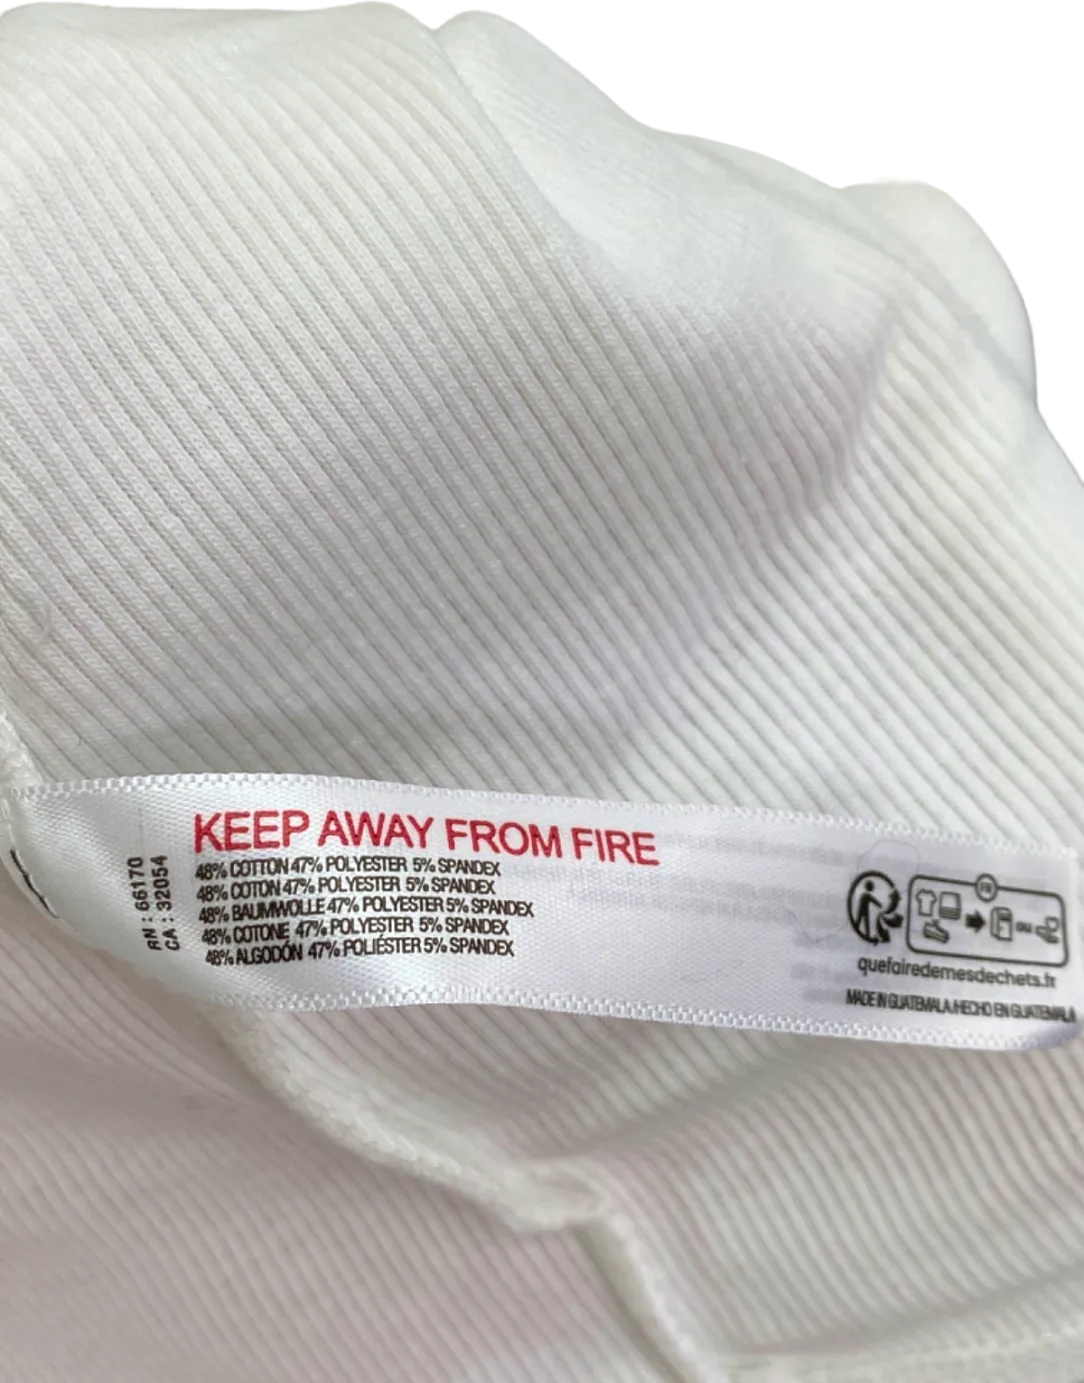 KEEP AWAY FROM FIRE
48% COTTON 47% POLYESTER 5% SPANDEX
48% COTON 47% POLYESTER 5% SPANDEX
48% BAUMWOLLE 47% POLYESTER 5% SPANDEX
48% COTONE 47% POLYESTER 5% SPANDEX
48% ALGODÓN 47% POLIÉSTER 5% SPANDEX
RN : 66170
CA : 32054
FR
ou
quefairedemesdechets.fr
MADE IN GUATEMALA/HECHO EN GUATEMALA